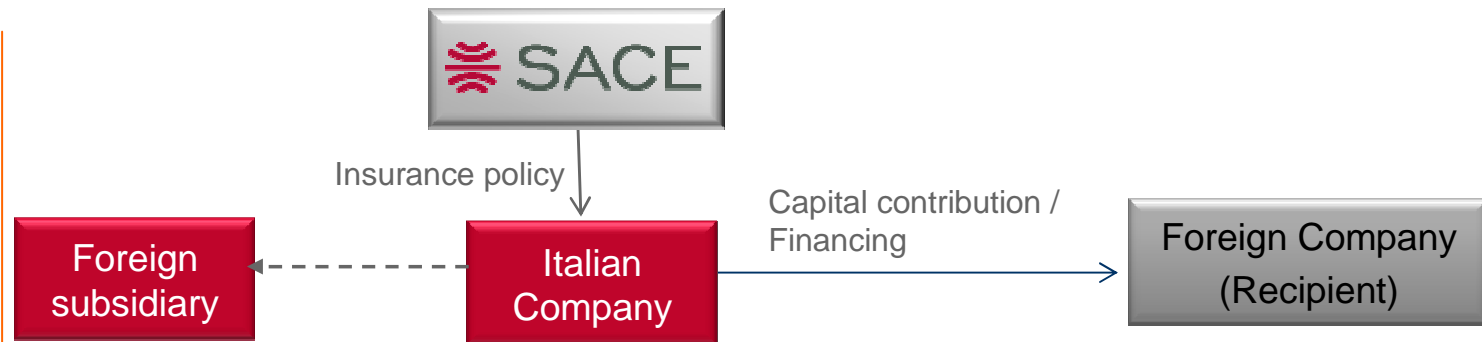 SACE
Insurance policy
Capital contribution /
Financing
Foreign
subsidiary
Italian
Company
Foreign Company
(Recipient)